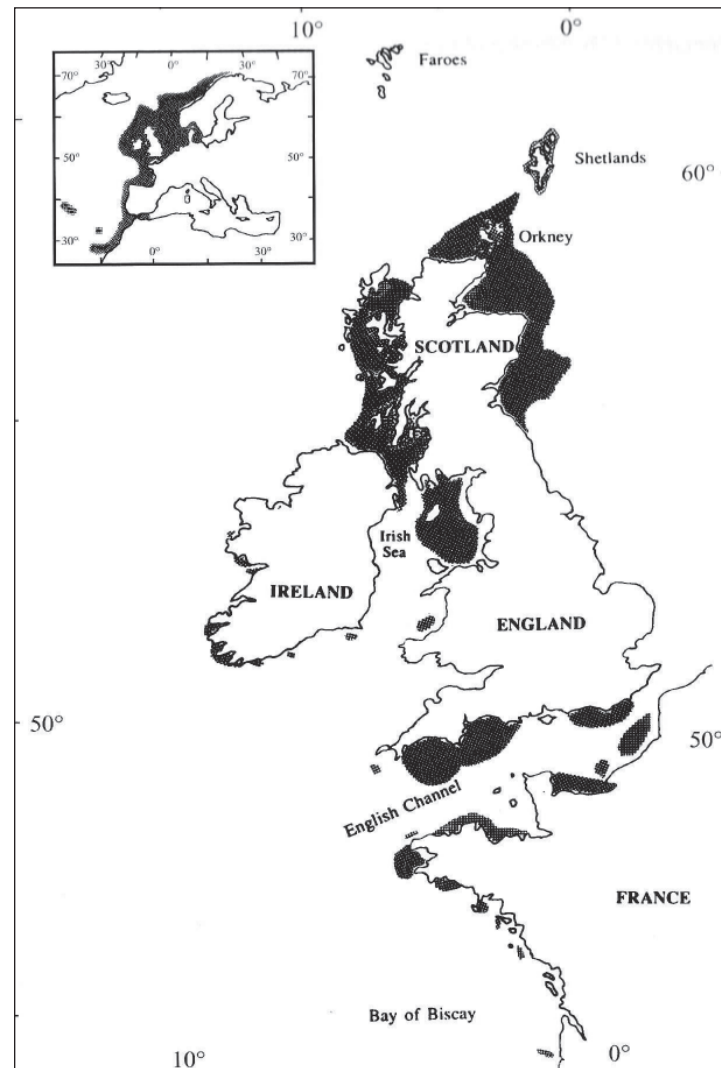 10°
0°
Faroes
30° 0° 30°
70° 70°
50° 50°
30° 30°
0° 30°
Shetlands
60°
Orkney
SCOTLAND
Irish
Sea
IRELAND
ENGLAND
50°
50°
English Channel
FRANCE
Bay of Biscay
10°
0°